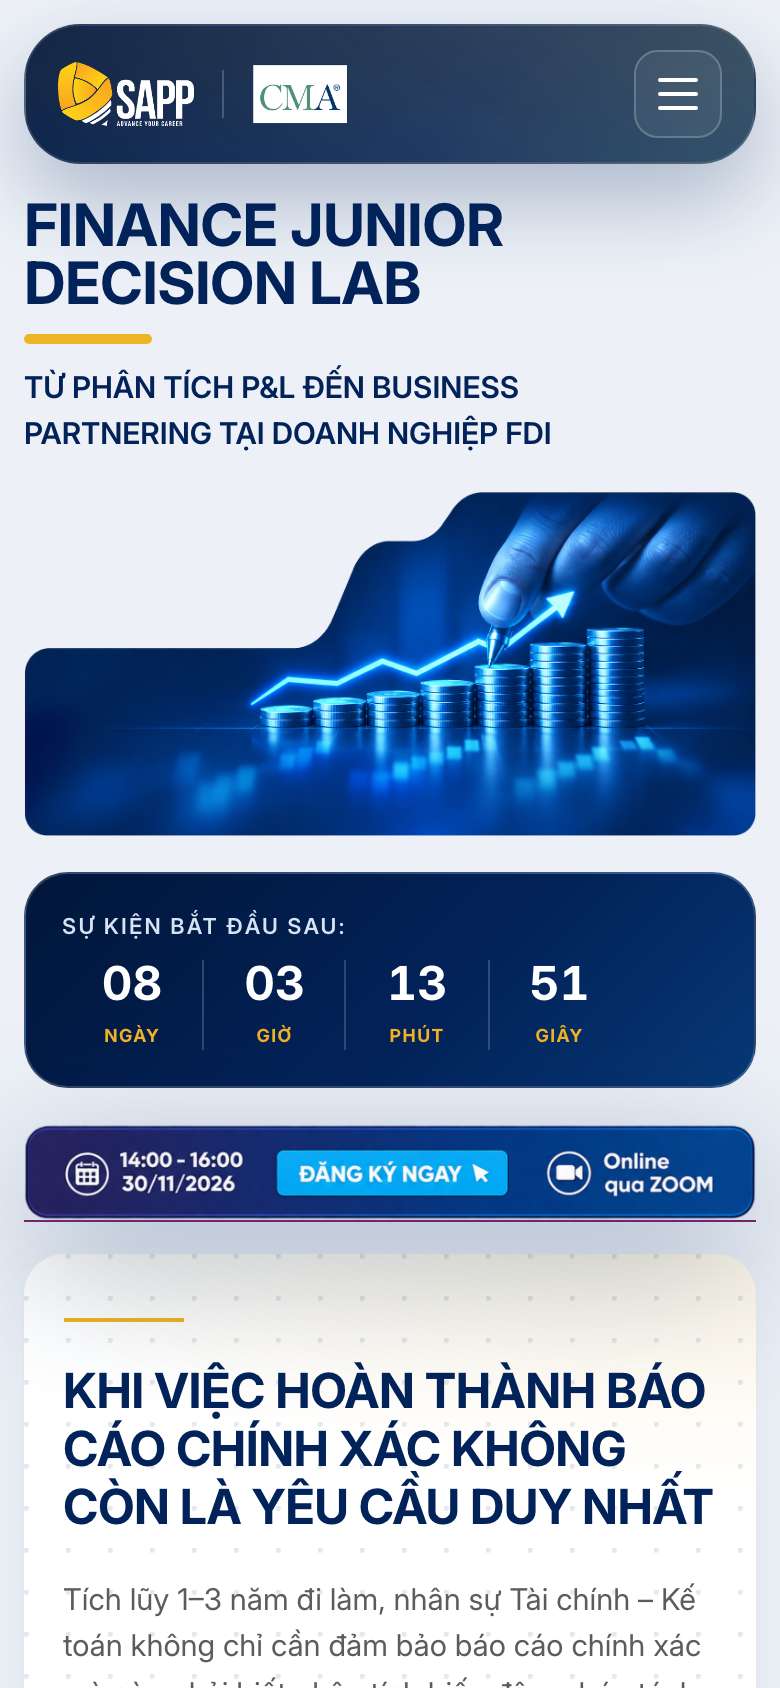 SAPP
ADVANCE YOUR CAREER
CMA®
FINANCE JUNIOR
DECISION LAB
TỪ PHÂN TÍCH P&L ĐẾN BUSINESS
PARTNERING TẠI DOANH NGHIỆP FDI
SỰ KIỆN BẮT ĐẦU SAU:
08 03 13 51
NGÀY GIỜ PHÚT GIÂY
14:00 - 16:00
30/11/2026
ĐĂNG KÝ NGAY
Online
qua ZOOM
KHI VIỆC HOÀN THÀNH BÁO
CÁO CHÍNH XÁC KHÔNG
CÒN LÀ YÊU CẦU DUY NHẤT
Tích lũy 1–3 năm đi làm, nhân sự Tài chính – Kế
toán không chỉ cần đảm bảo báo cáo chính xác